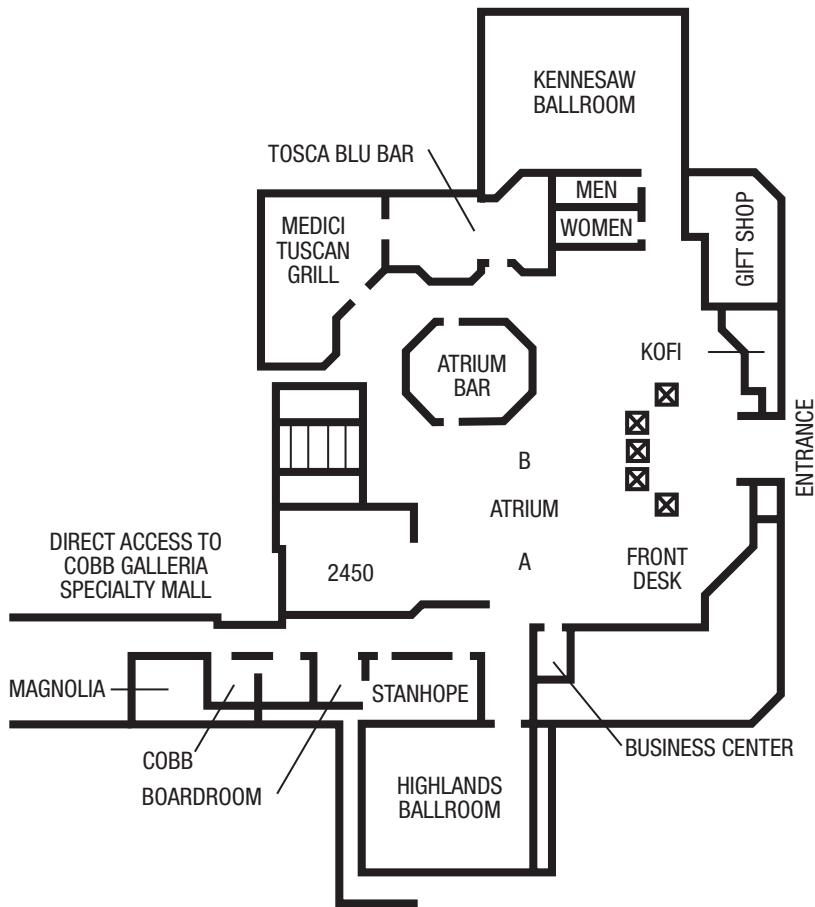 KENNESAW
BALLROOM
TOSCA BLU BAR
MEN
WOMEN
MEDICI
TUSCAN
GRILL
GIFT SHOP
KOFI
ATRIUM
BAR
ENTRANCE
B
ATRIUM
A
FRONT
DESK
DIRECT ACCESS TO
COBB GALLERIA
SPECIALTY MALL
2450
MAGNOLIA
STANHOPE
COBB
BOARDROOM
BUSINESS CENTER
HIGHLANDS
BALLROOM